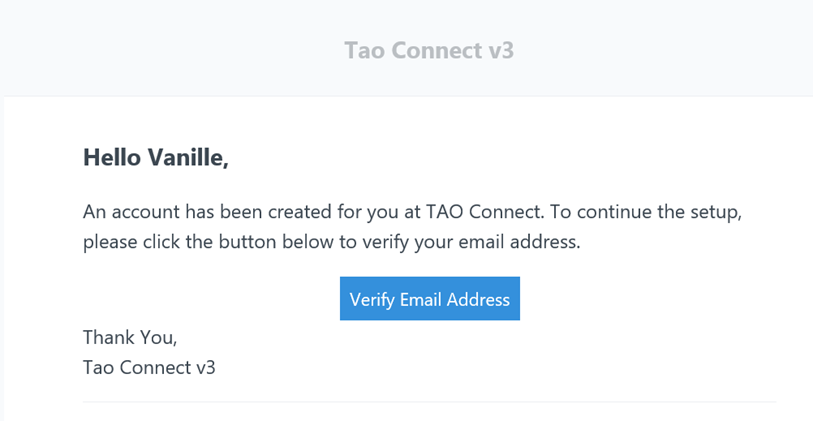 Tao Connect v3
Hello Vanille,
An account has been created for you at TAO Connect. To continue the setup,
please click the button below to verify your email address.
Verify Email Address
Thank You,
Tao Connect v3